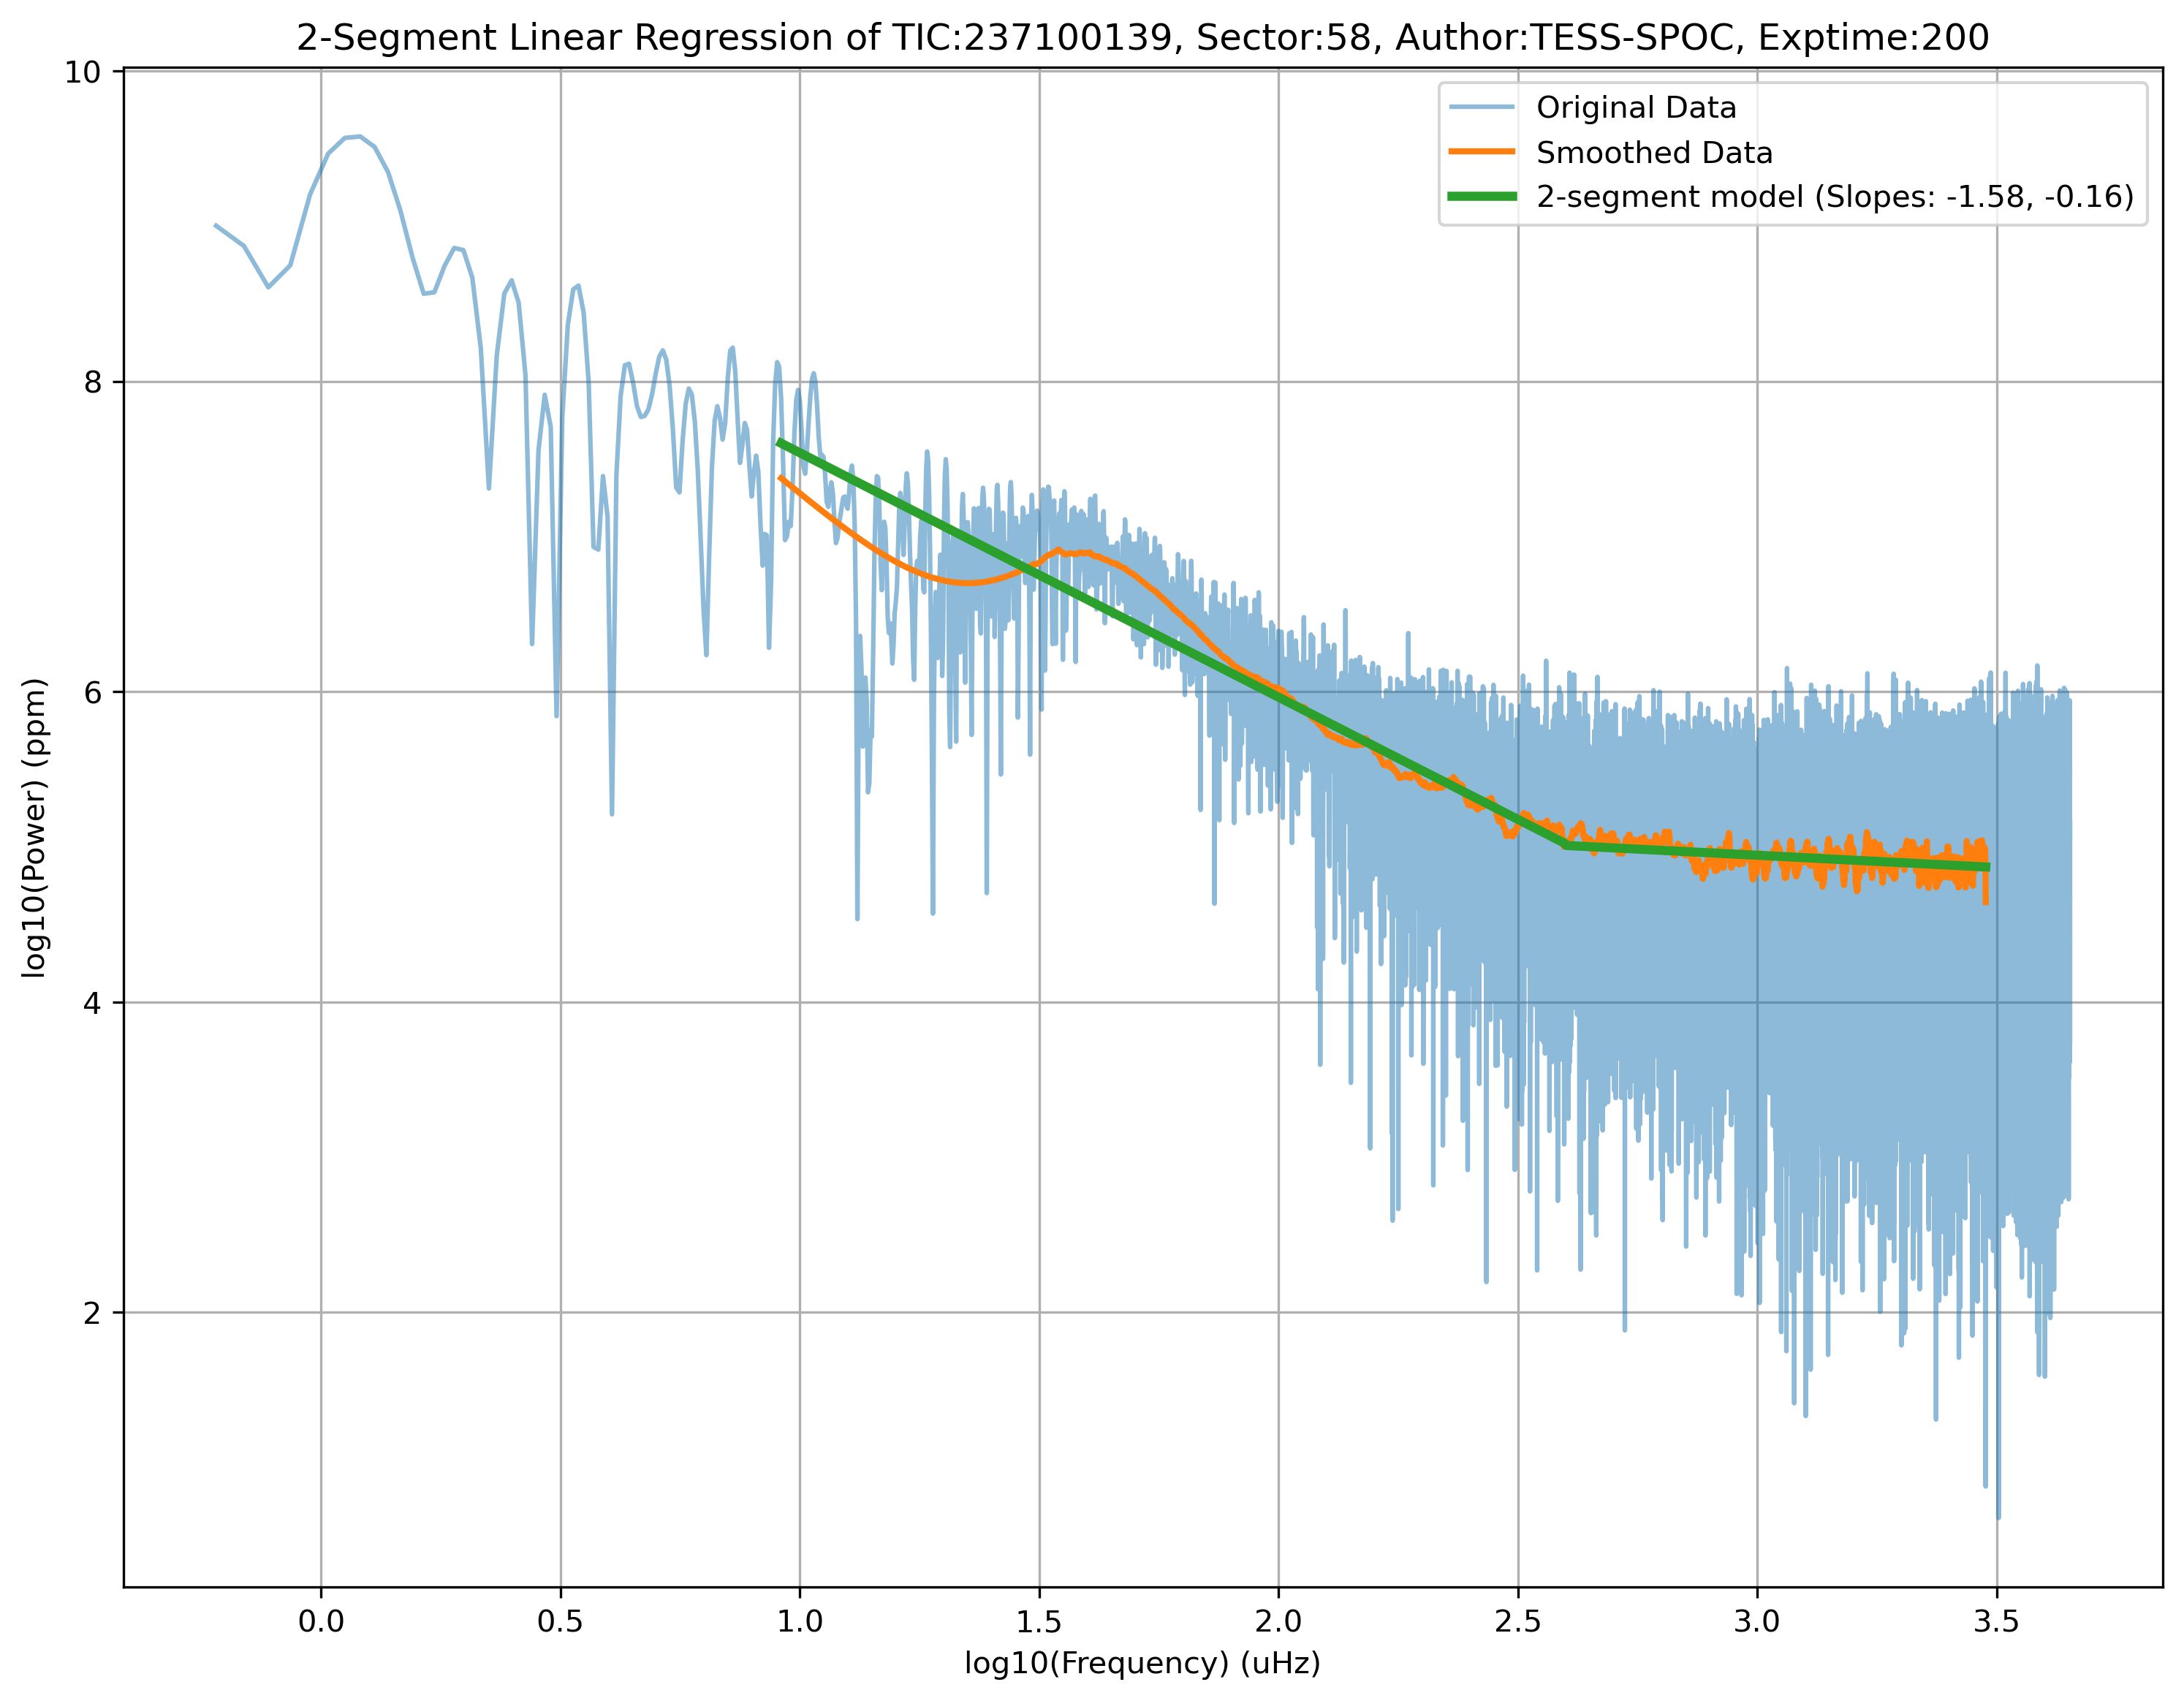 2-Segment Linear Regression of TIC:237100139, Sector:58, Author:TESS-SPOC, Exptime:200
Original Data
Smoothed Data
2-segment model (Slopes: -1.58, -0.16)
log10(Power) (ppm)
10
8
6
4
2
0.0 0.5 1.0 1.5 2.0 2.5 3.0 3.5
log10(Frequency) (uHz)